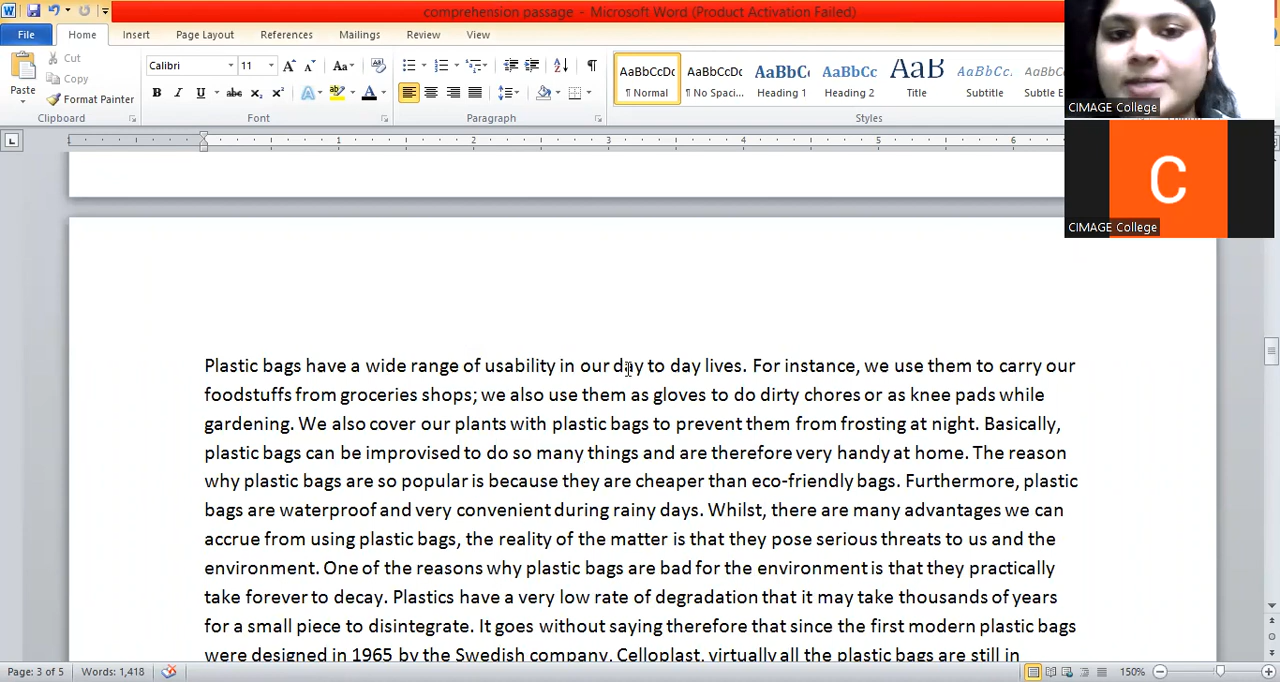 comprehension passage - Microsoft Word (Product Activation Failed)
File Home Insert Page Layout References Mailings Review View
Cut
Copy
Format Painter
Paste
Clipboard
Calibri 11
Font
Paragraph
AaBbCcDc AaBbCcDc AaBbC AaBbCc AaB AaBbCc. AaBbCcD
¶ Normal ¶ No Spaci... Heading 1 Heading 2 Title Subtitle Subtle E
Styles
CIMAGE College
C
CIMAGE College
1 2 3 4 5 6
Plastic bags have a wide range of usability in our day to day lives. For instance, we use them to carry our
foodstuffs from groceries shops; we also use them as gloves to do dirty chores or as knee pads while
gardening. We also cover our plants with plastic bags to prevent them from frosting at night. Basically,
plastic bags can be improvised to do so many things and are therefore very handy at home. The reason
why plastic bags are so popular is because they are cheaper than eco-friendly bags. Furthermore, plastic
bags are waterproof and very convenient during rainy days. Whilst, there are many advantages we can
accrue from using plastic bags, the reality of the matter is that they pose serious threats to us and the
environment. One of the reasons why plastic bags are bad for the environment is that they practically
take forever to decay. Plastics have a very low rate of degradation that it may take thousands of years
for a small piece to disintegrate. It goes without saying therefore that since the first modern plastic bags
were designed in 1965 by the Swedish company, Celloplast, virtually all the plastic bags are still in
Page: 3 of 5 Words: 1,418 150%